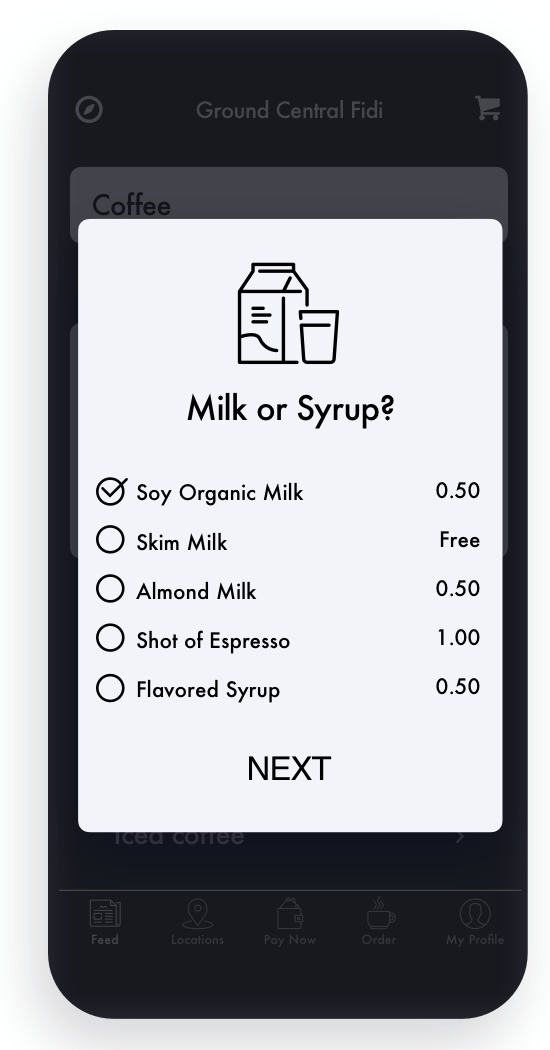 Ground Central Fidi
Coffee
Milk or Syrup?
Soy Organic Milk 0.50
Skim Milk Free
Almond Milk 0.50
Shot of Espresso 1.00
Flavored Syrup 0.50
NEXT
Iced coffee
Feed Locations Pay Now Order My Profile